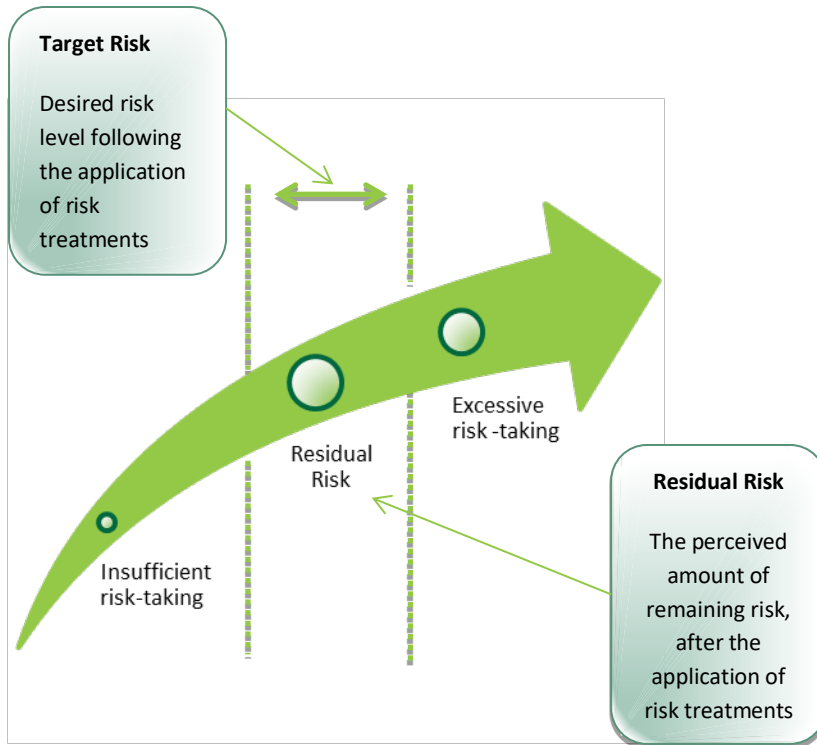 Target Risk
Desired risk
level following
the application
of risk
treatments
Insufficient
risk-taking
Residual
Risk
Excessive
risk -taking
Residual Risk
The perceived
amount of
remaining risk,
after the
application of
risk treatments